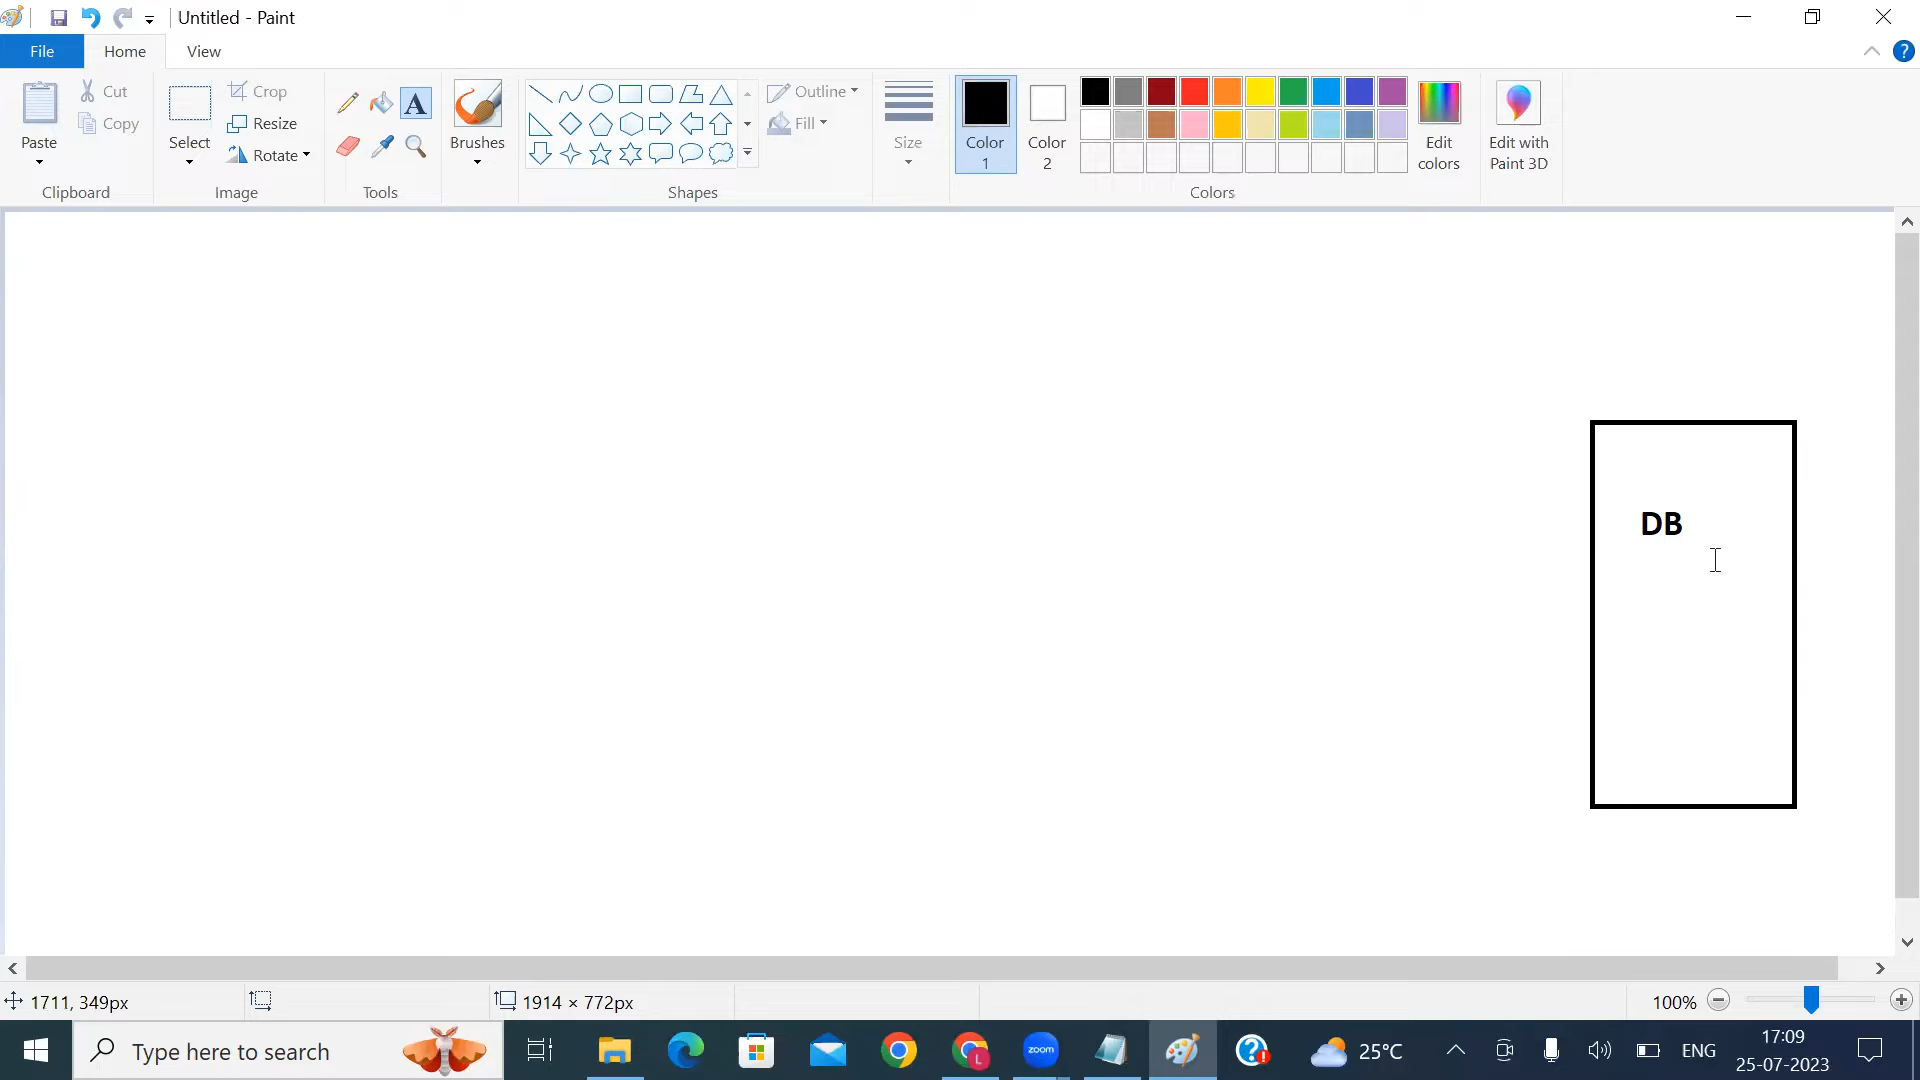 Untitled - Paint
File
Home
View
Paste
Cut
Copy
Clipboard
Select
Crop
Resize
Rotate
Image
A
Tools
Brushes
Shapes
Outline
Fill
Size
Color
1
Color
2
Colors
Edit
colors
Edit with
Paint 3D
?
DB
1711, 349px
1914 × 772px
100%
Type here to search
L
zoom
?
!
25°C
ENG
17:09
25-07-2023